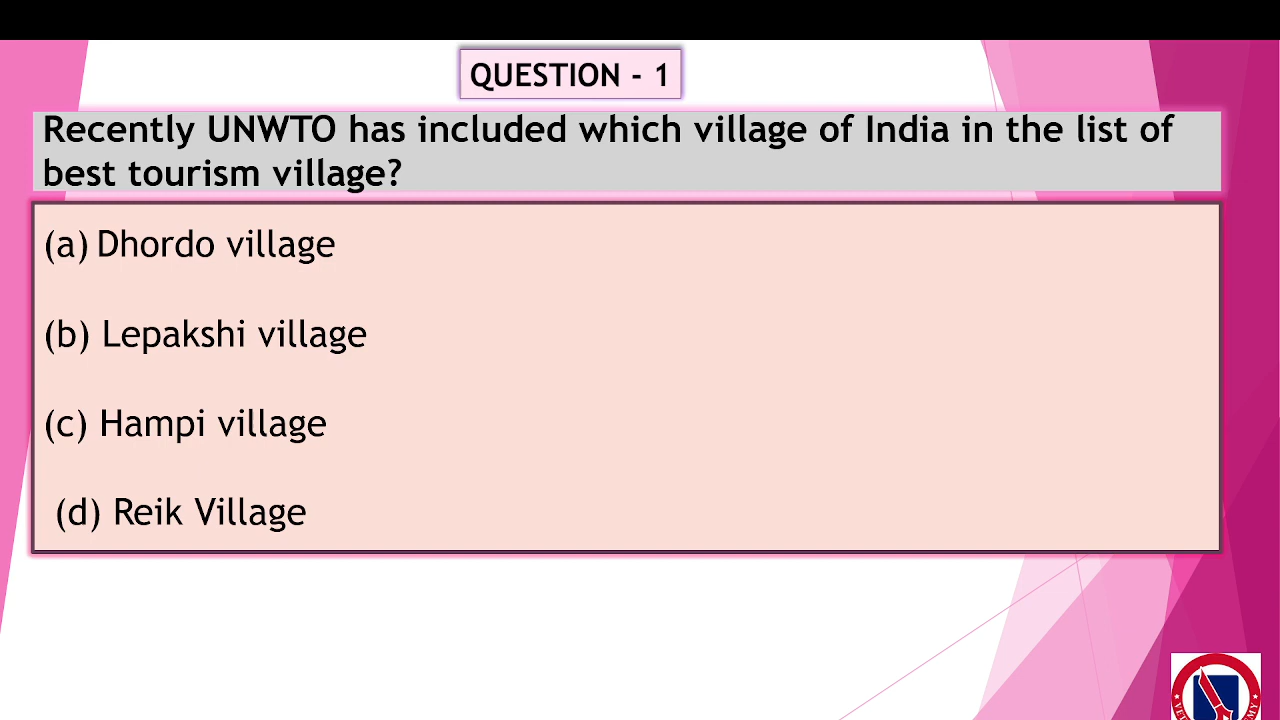 QUESTION - 1
Recently UNWTO has included which village of India in the list of
best tourism village?
(a) Dhordo village
(b) Lepakshi village
(c) Hampi village
(d) Reik Village